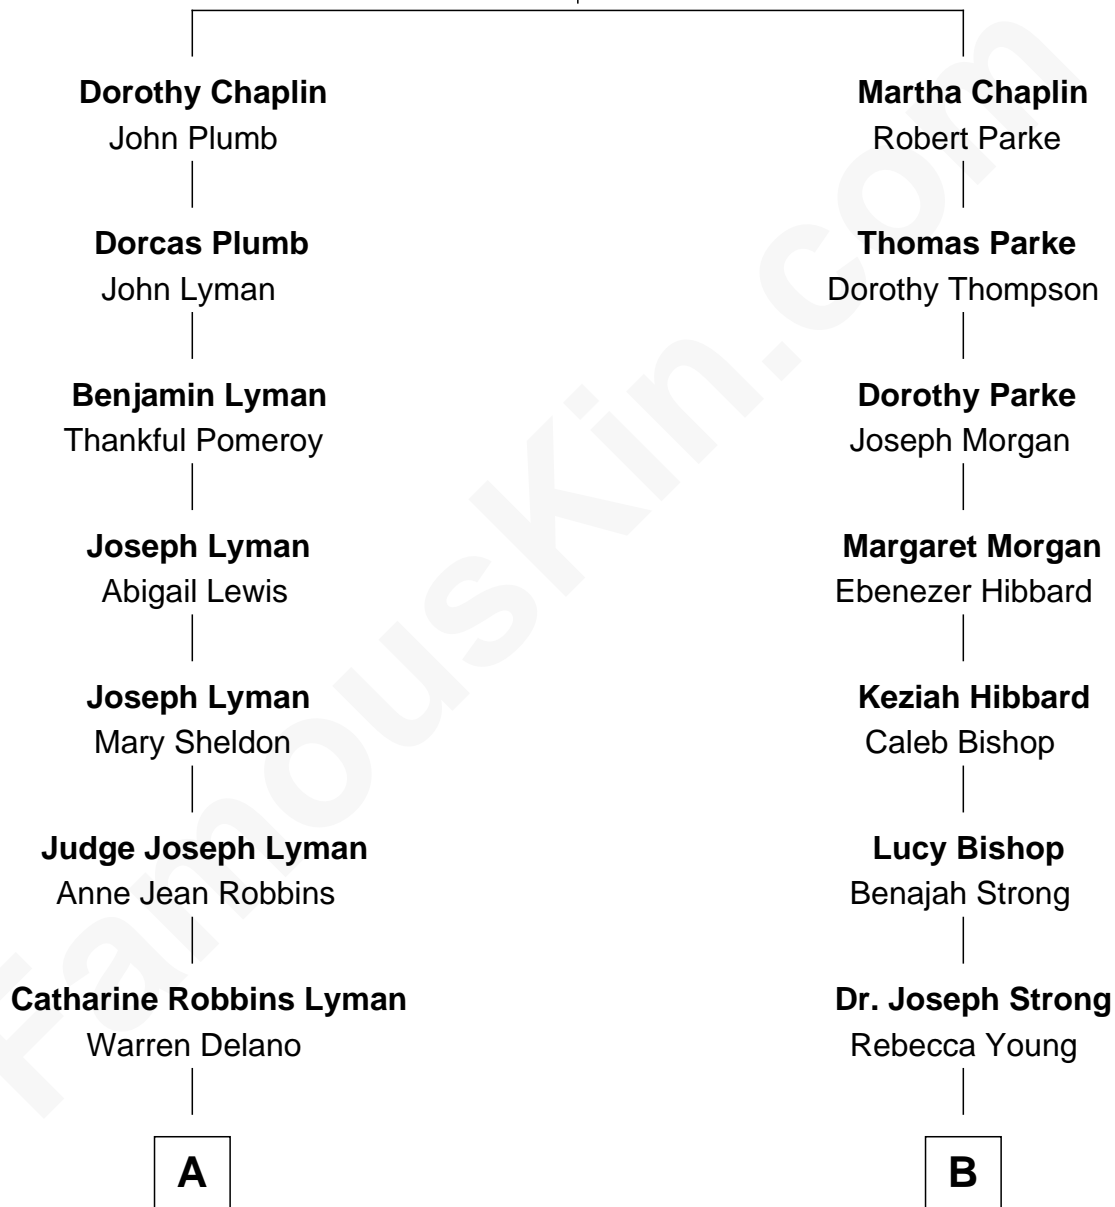 Dorothy Chaplin
John Plumb
Dorcas Plumb
John Lyman
Benjamin Lyman
Thankful Pomeroy
Joseph Lyman
Abigail Lewis
Joseph Lyman
Mary Sheldon
Judge Joseph Lyman
Anne Jean Robbins
Catharine Robbins Lyman
Warren Delano
A
Martha Chaplin
Robert Parke
Thomas Parke
Dorothy Thompson
Dorothy Parke
Joseph Morgan
Margaret Morgan
Ebenezer Hibbard
Keziah Hibbard
Caleb Bishop
Lucy Bishop
Benajah Strong
Dr. Joseph Strong
Rebecca Young
B
FamousKin.com